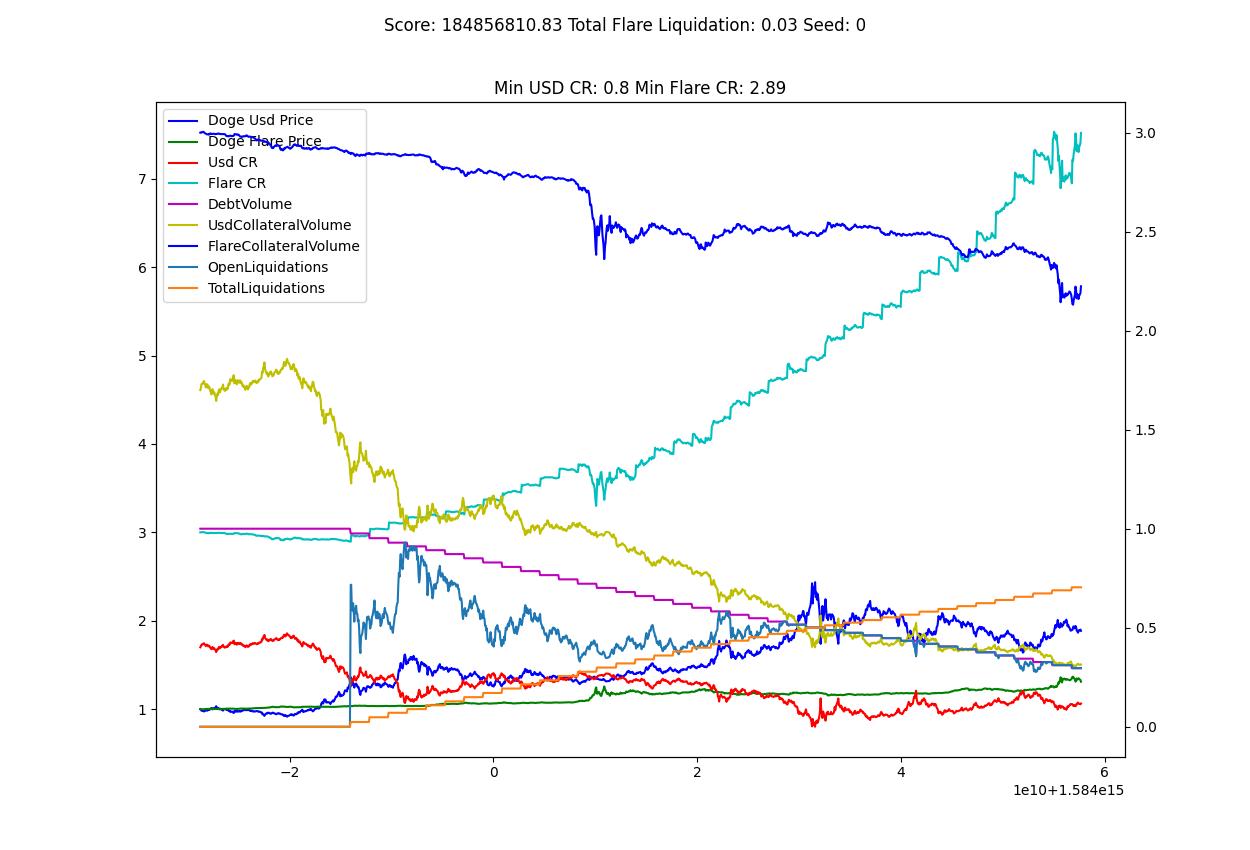 Score: 184856810.83 Total Flare Liquidation: 0.03 Seed: 0
Min USD CR: 0.8 Min Flare CR: 2.89
Doge Usd Price
Doge Flare Price
Usd CR
Flare CR
DebtVolume
UsdCollateralVolume
FlareCollateralVolume
OpenLiquidations
TotalLiquidations
7
6
5
4
3
2
1
3.0
2.5
2.0
1.5
1.0
0.5
0.0
−2 0 2 4 6
1e10+1.584e15